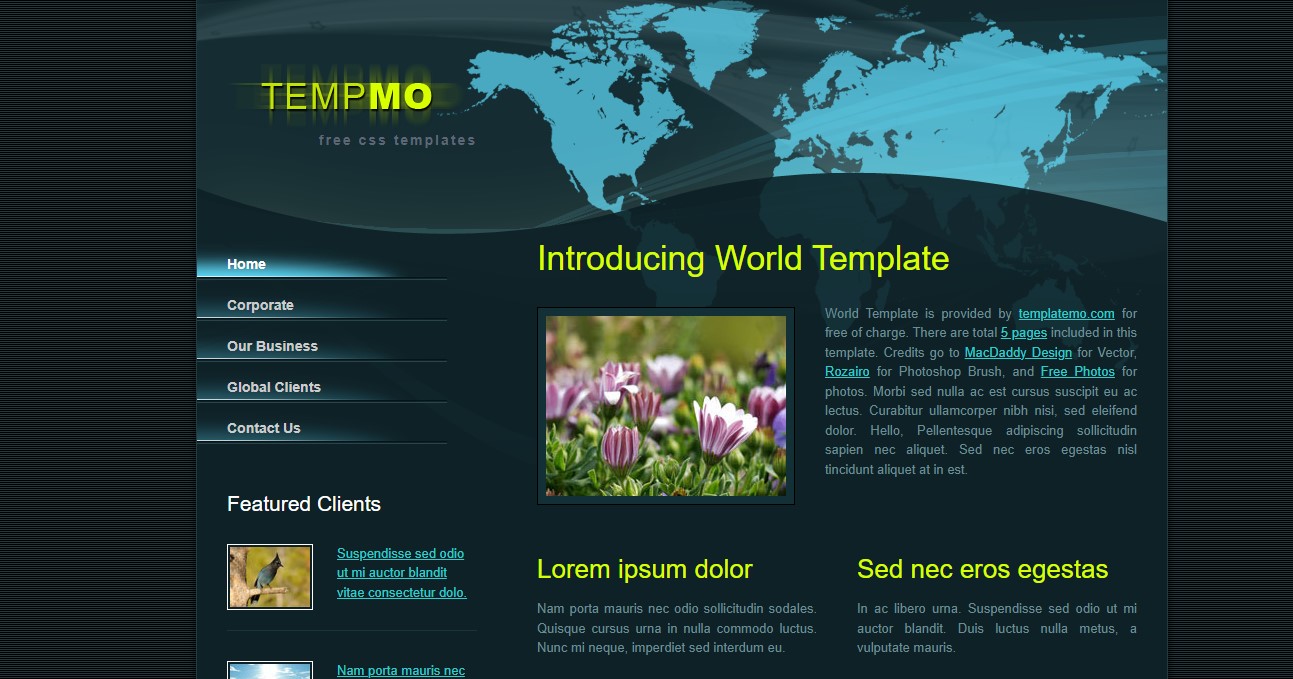 TEMPMO
free css templates
Home
Corporate
Our Business
Global Clients
Contact Us
Featured Clients
Suspendisse sed odio
ut mi auctor blandit
vitae consectetur dolo.
Nam porta mauris nec
Introducing World Template
World Template is provided by templatemo.com for
free of charge. There are total 5 pages included in this
template. Credits go to MacDaddy Design for Vector,
Rozairo for Photoshop Brush, and Free Photos for
photos. Morbi sed nulla ac est cursus suscipit eu ac
lectus. Curabitur ullamcorper nibh nisi, sed eleifend
dolor. Hello, Pellentesque adipiscing sollicitudin
sapien nec aliquet. Sed nec eros egestas nisl
tincidunt aliquet at in est.
Lorem ipsum dolor
Nam porta mauris nec odio sollicitudin sodales.
Quisque cursus urna in nulla commodo luctus.
Nunc mi neque, imperdiet sed interdum eu.
Sed nec eros egestas
In ac libero urna. Suspendisse sed odio ut mi
auctor blandit. Duis luctus nulla metus, a
vulputate mauris.